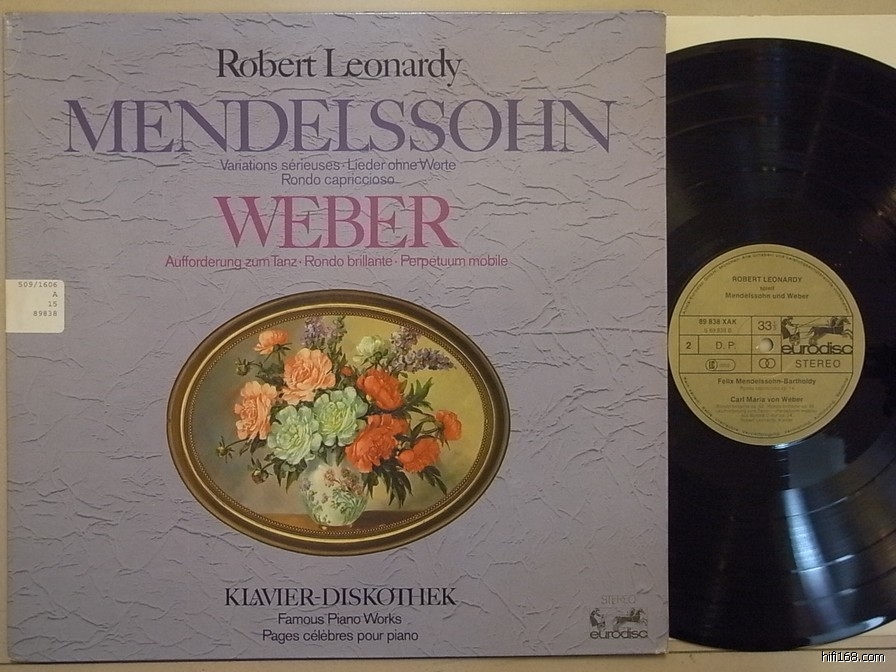 Robert Leonardy
MENDELSSOHN
Variations sérieuses · Lieder ohne Worte
Rondo capriccioso
WEBER
Aufforderung zum Tanz · Rondo brillante · Perpetuum mobile
509/1606
A
15
89838
KLAVIER-DISKOTHEK
Famous Piano Works
Pages célèbres pour piano
STEREO
eurodisc
ROBERT LEONARDY
spielt
Mendelssohn und Weber
89 838 XAK
33
2
D. P.
eurodisc
STEREO
Felix Mendelssohn-Bartholdy
Carl Maria von Weber
hifi168.com